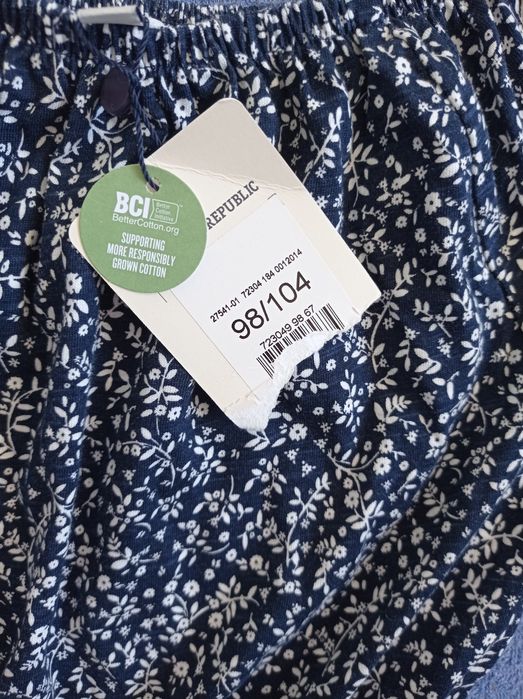 BCI
Better
Cotton
Initiative
BetterCotton.org
SUPPORTING
MORE RESPONSIBLY
GROWN COTTON
REPUBLIC
27541-01 72304 184 0012014
98/104
723049 98 67